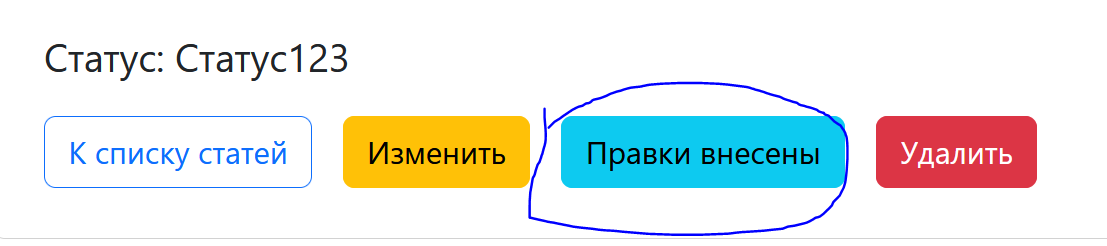 Статус: Статус123
К списку статей Изменить Правки внесены Удалить